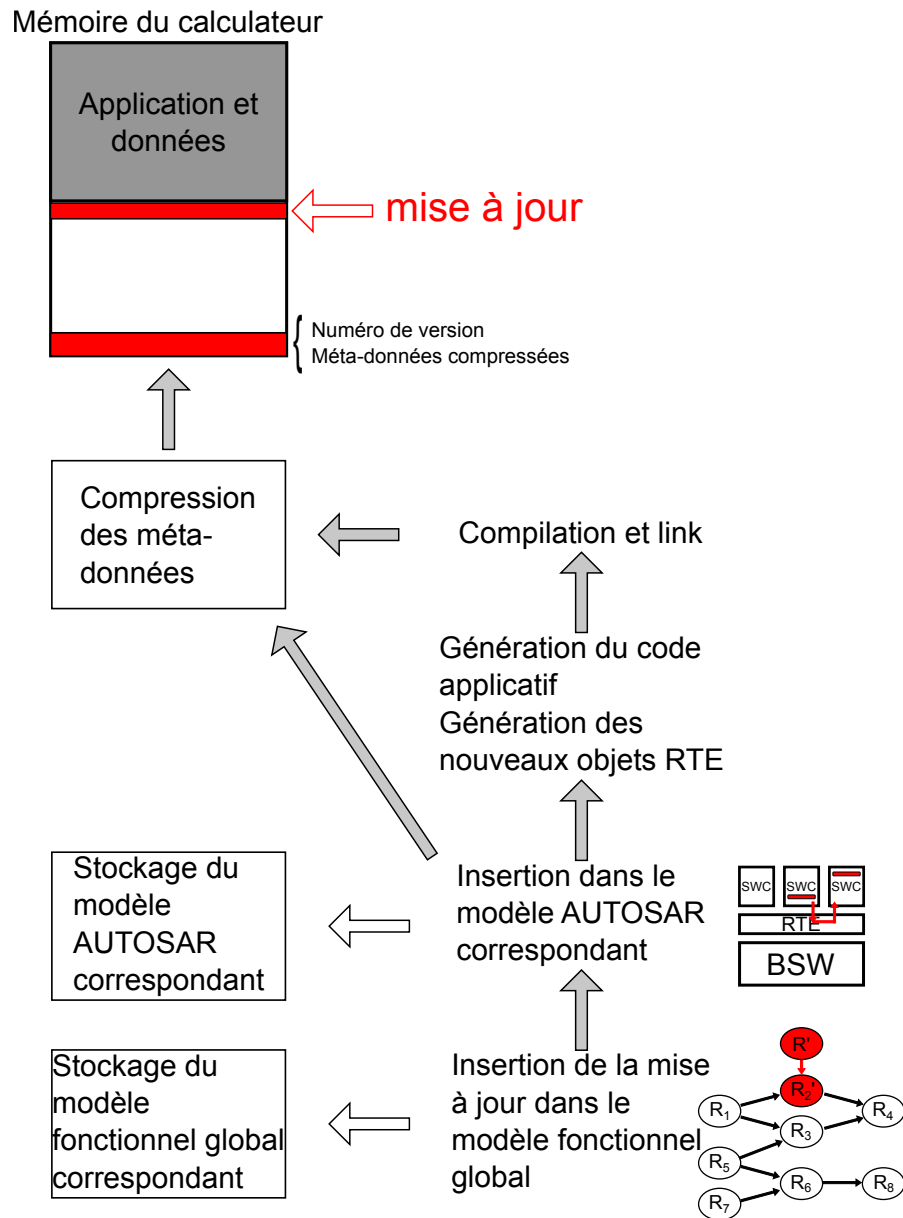 Mémoire du calculateur
Application et
données
mise à jour
Numéro de version
Méta-données compressées
Compression
des méta-
données
Compilation et link
Génération du code
applicatif
Génération des
nouveaux objets RTE
Stockage du
modèle
AUTOSAR
correspondant
Insertion dans le
modèle AUTOSAR
correspondant
SWC
SWC
SWC
RTE
BSW
Stockage du
modèle
fonctionnel global
correspondant
Insertion de la mise
à jour dans le
modèle fonctionnel
global
R'
R₂'
R₁
R₄
R₃
R₅
R₆
R₈
R₇